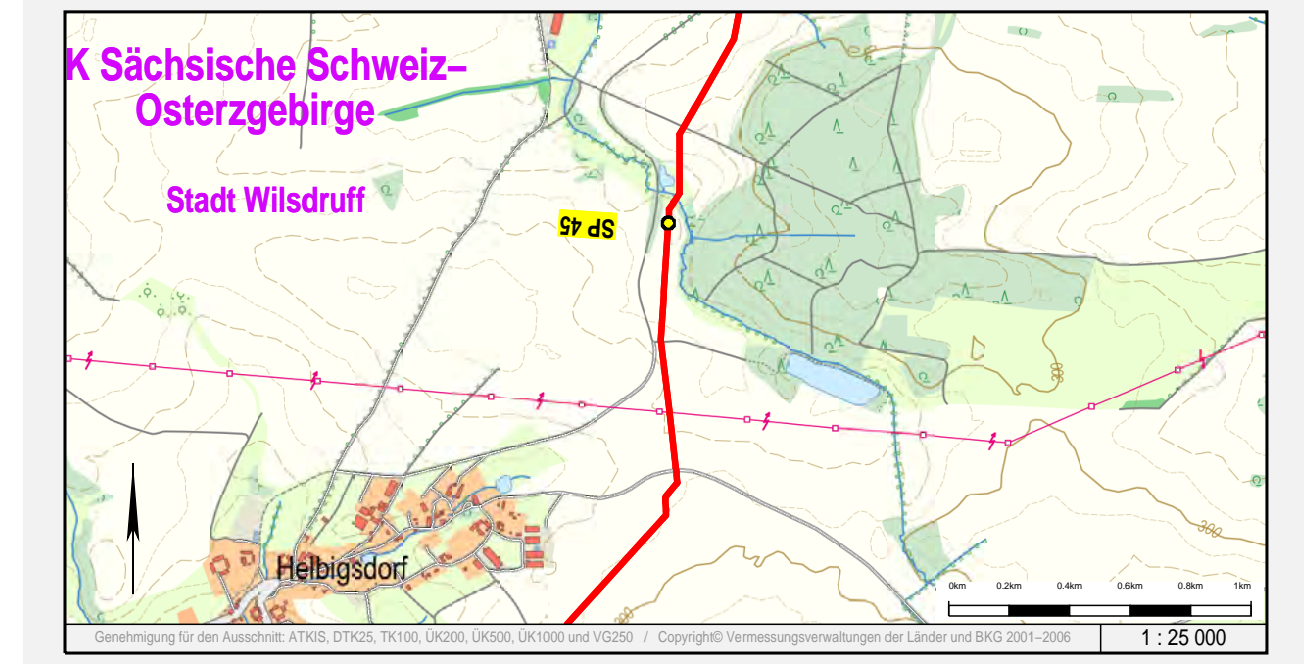 K Sächsische Schweiz–
Osterzgebirge
Stadt Wilsdruff
SP 45
Helbigsdorf
300
300
0km 0.2km 0.4km 0.6km 0.8km 1km
Genehmigung für den Ausschnitt: ATKIS, DTK25, TK100, ÜK200, ÜK500, ÜK1000 und VG250 / Copyright© Vermessungsverwaltungen der Länder und BKG 2001–2006
1 : 25 000